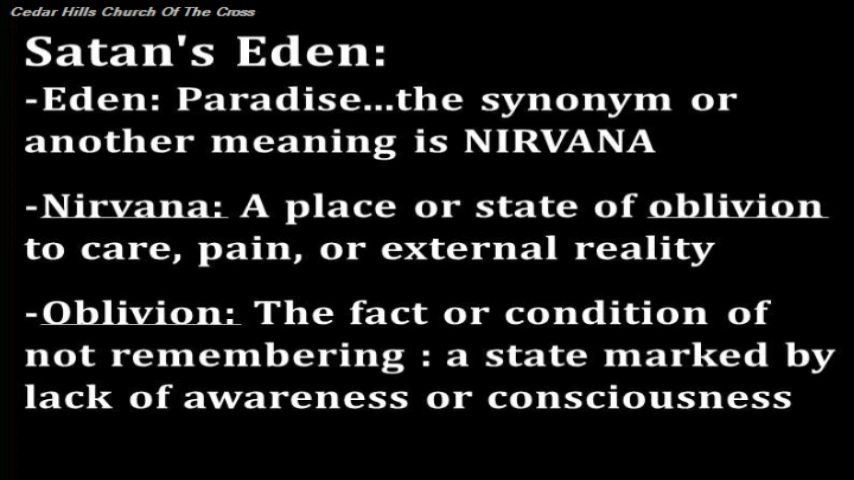 Cedar Hills Church Of The Cross
Satan's Eden:
-Eden: Paradise...the synonym or
another meaning is NIRVANA
-Nirvana: A place or state of oblivion
to care, pain, or external reality
-Oblivion: The fact or condition of
not remembering : a state marked by
lack of awareness or consciousness